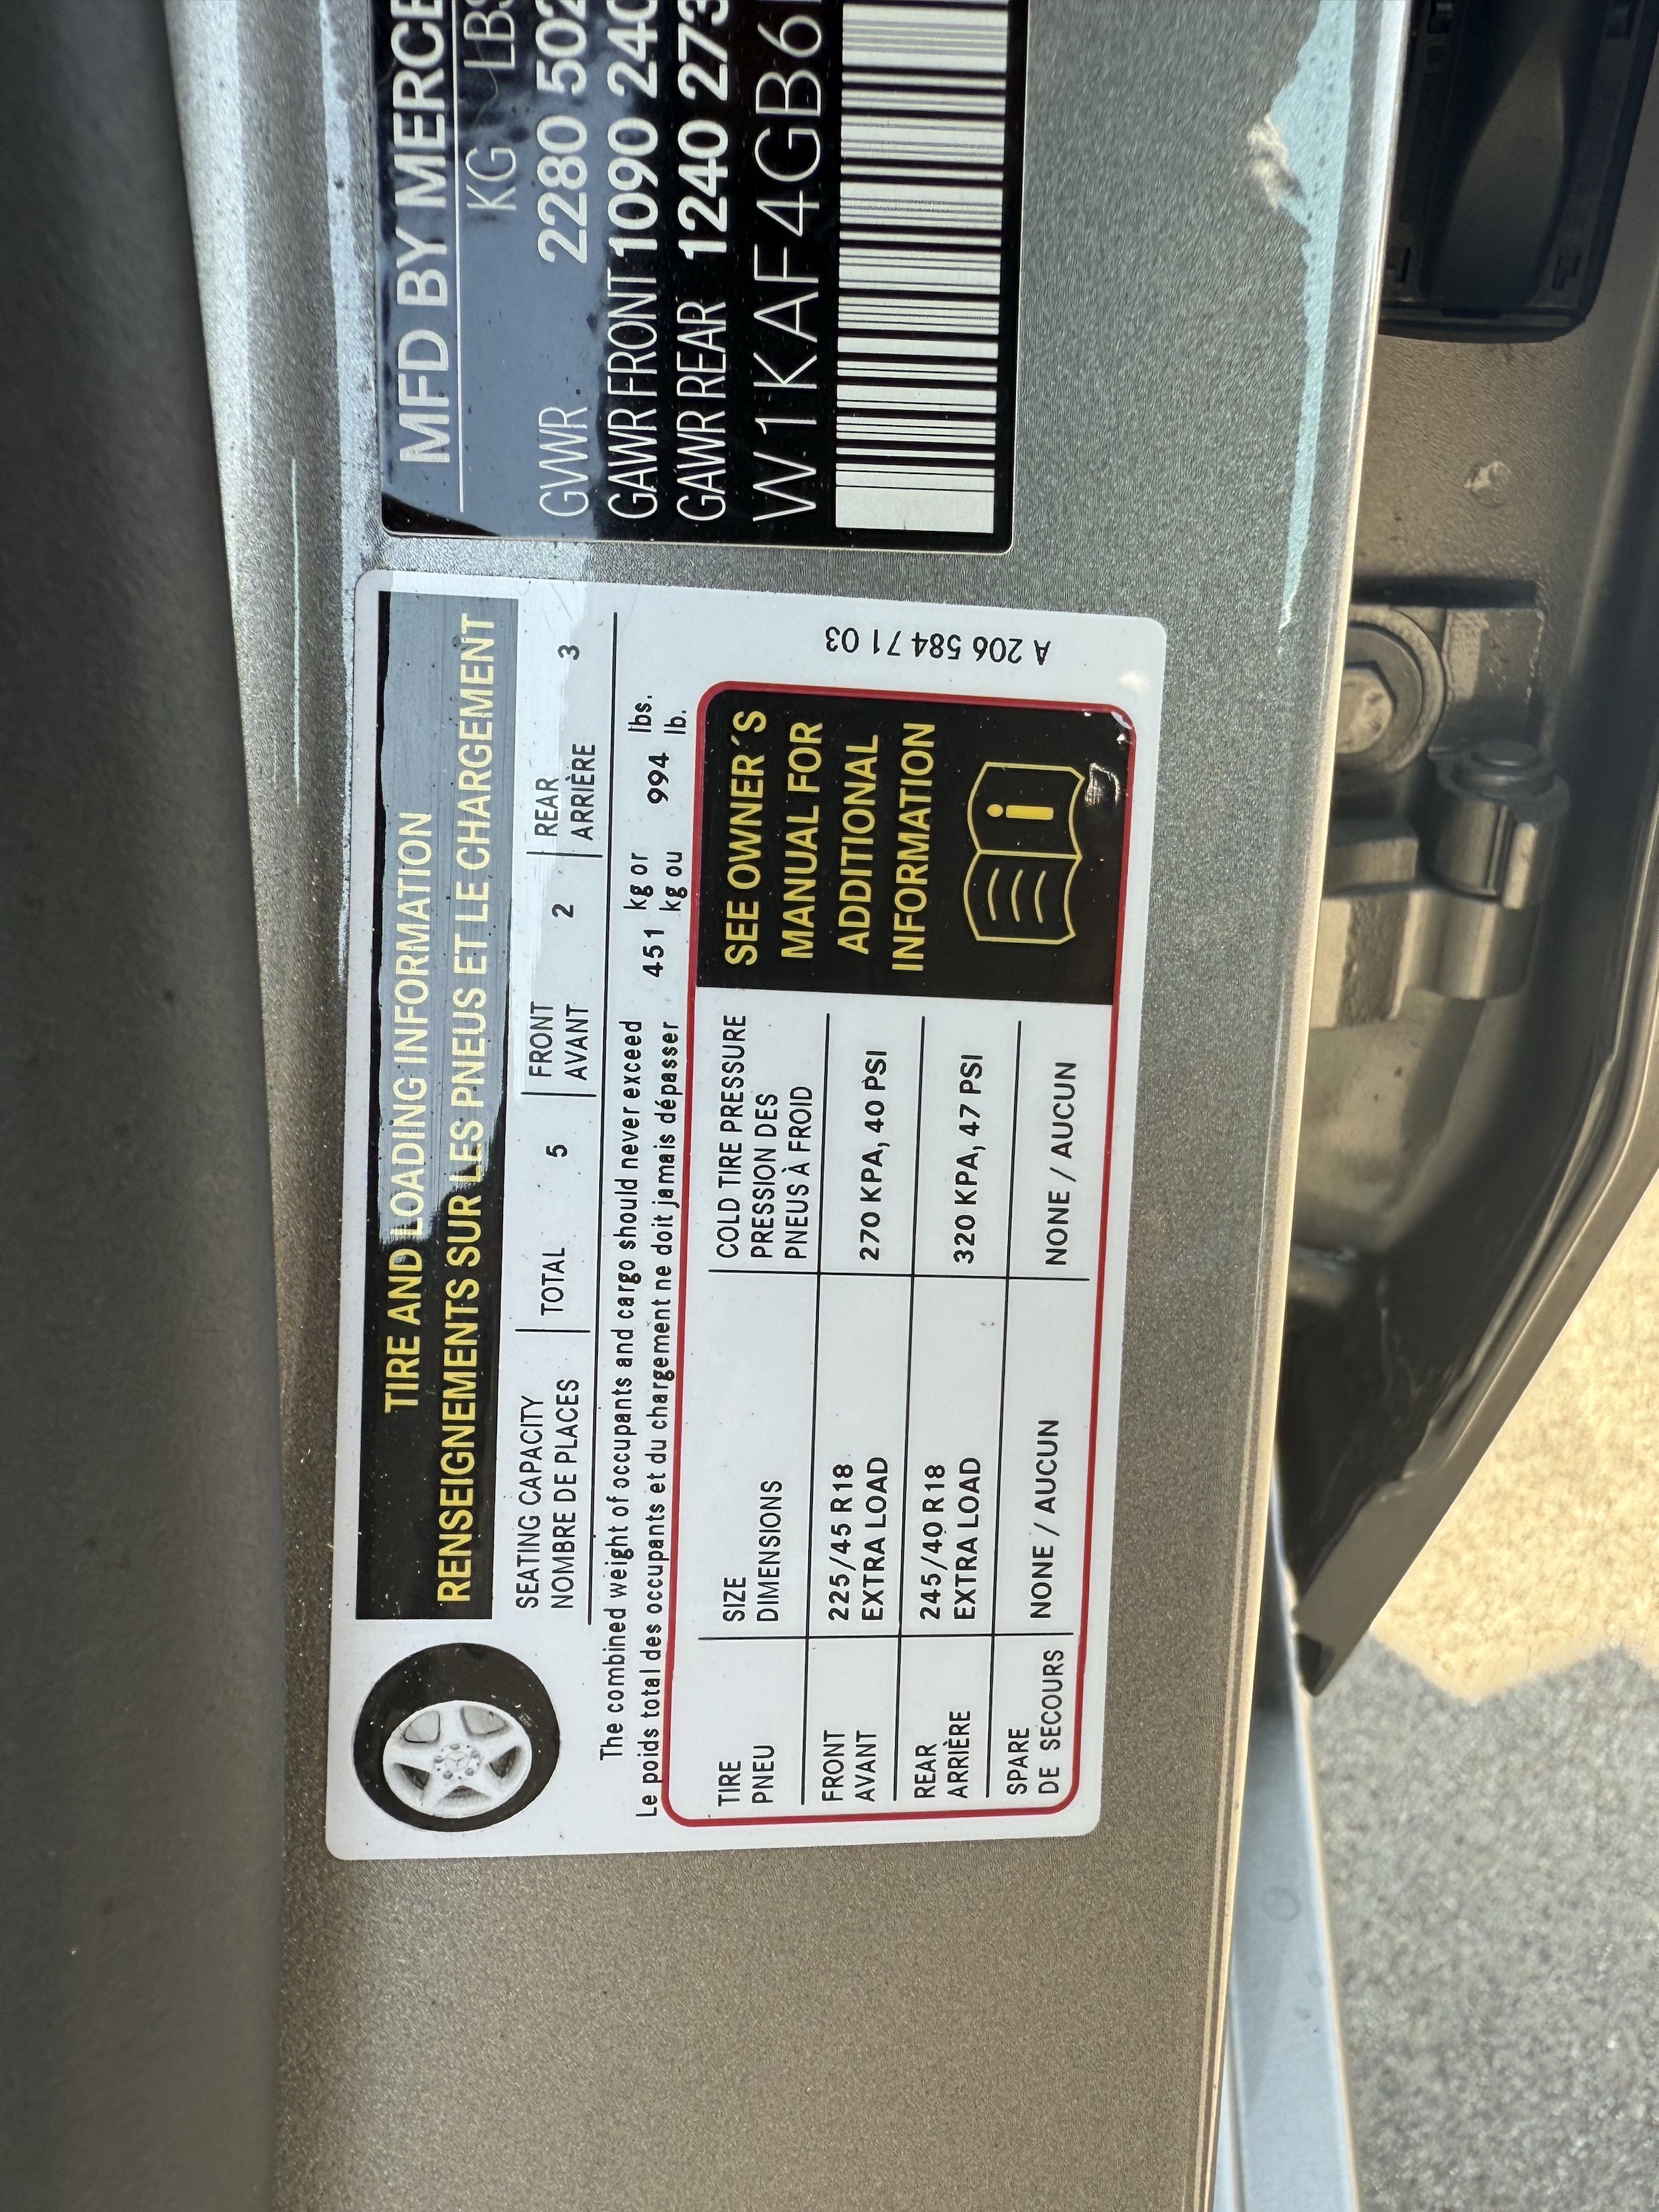 TIRE AND LOADING INFORMATION
RENSEIGNEMENTS SUR LES PNEUS ET LE CHARGEMENT
SEATING CAPACITY
NOMBRE DE PLACES
TOTAL 5
FRONT
AVANT
2
REAR
ARRIÈRE
3
The combined weight of occupants and cargo should never exceed
Le poids total des occupants et du chargement ne doit jamais dépasser
451 kg or
kg ou
994 lbs.
lb.
TIRE
PNEU
SIZE
DIMENSIONS
COLD TIRE PRESSURE
PRESSION DES
PNEUS À FROID
FRONT
AVANT
225/45 R18
EXTRA LOAD
270 KPA, 40 PSI
REAR
ARRIÈRE
245/40 R18
EXTRA LOAD
320 KPA, 47 PSI
SPARE
DE SECOURS
NONE / AUCUN
NONE / AUCUN
SEE OWNER´S
MANUAL FOR
ADDITIONAL
INFORMATION
i
A 206 584 71 03
MFD BY MERCE
KG LBS
GVWR 2280 502
GAWR FRONT 1090 240
GAWR REAR 1240 273
W1KAF4GB6